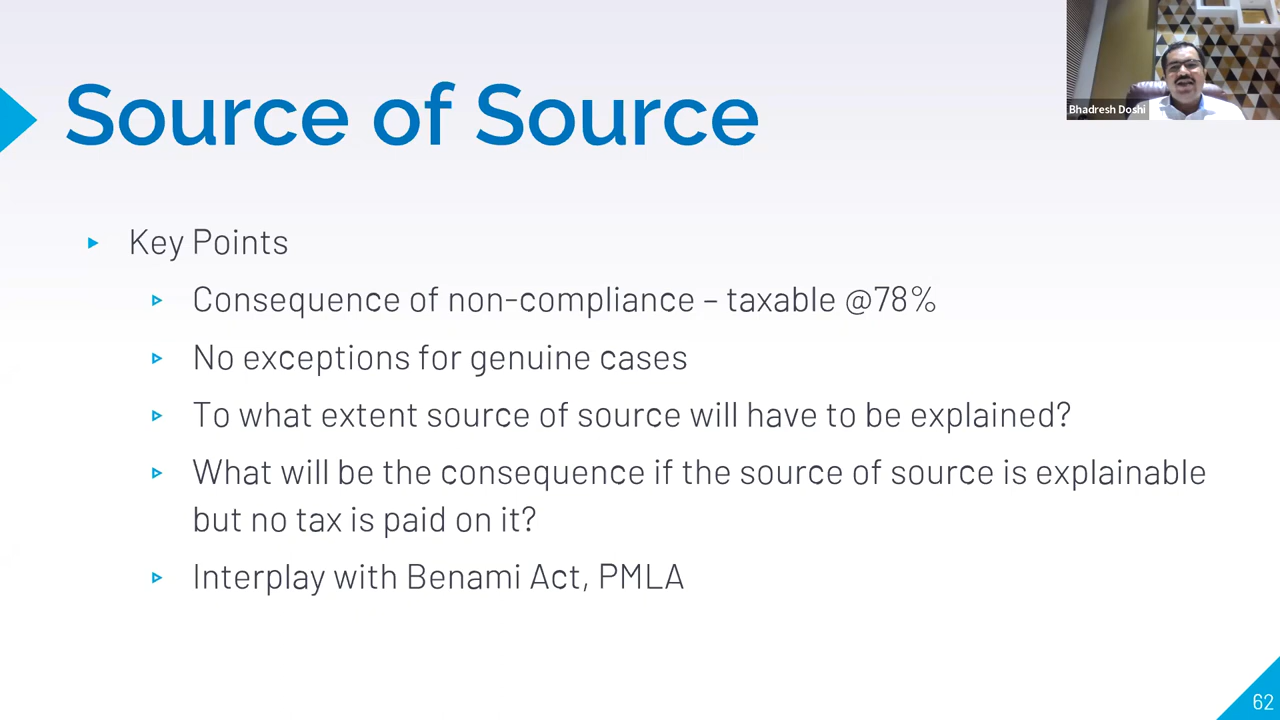 Bhadresh Doshi
Source of Source
Key Points
Consequence of non-compliance – taxable @78%
No exceptions for genuine cases
To what extent source of source will have to be explained?
What will be the consequence if the source of source is explainable
but no tax is paid on it?
Interplay with Benami Act, PMLA
62